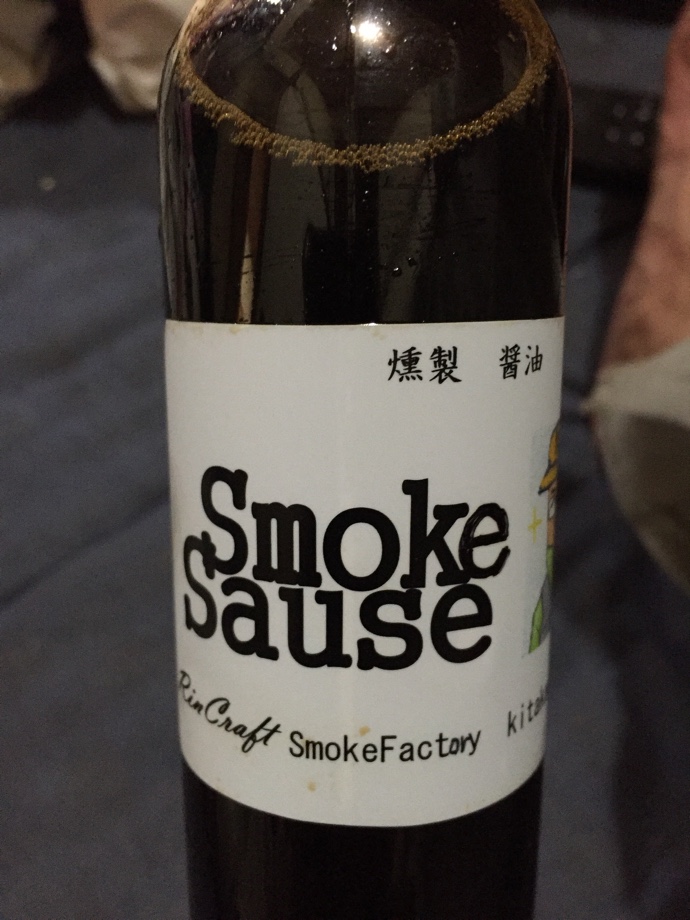 燻製 醤油
Smoke
Sause
RinCraft SmokeFactory